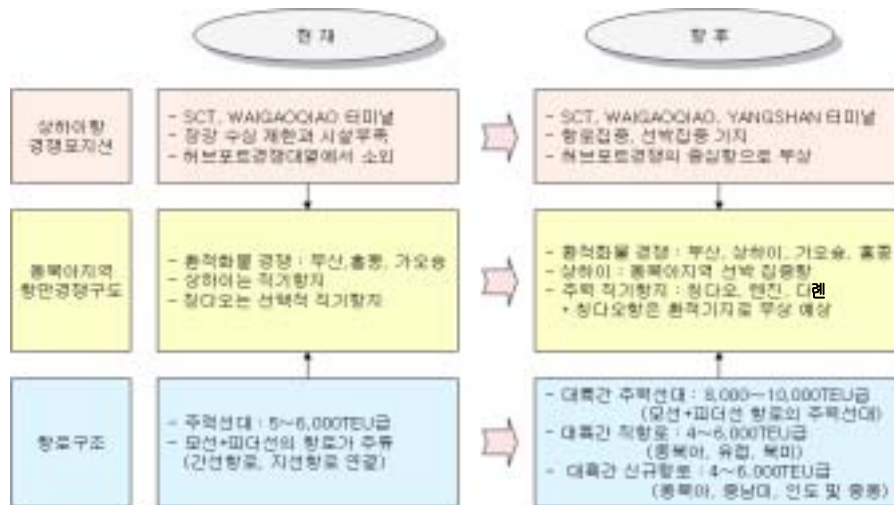 현 재
향 후
상하이항
경쟁포지션
- SCT, WAIGAOQIAO 터미널
- 장강 수심 제한과 시설부족
- 허브포트경쟁대열에서 소외
- SCT, WAIGAOQIAO, YANGSHAN 터미널
- 항로집중, 선박집중 기지
- 허브포트경쟁의 중심항으로 부상
동북아지역
항만경쟁구도
- 환적화물 경쟁 : 부산, 홍콩, 가오슝
- 상하이는 직기항지
- 칭다오는 선택적 직기항지
- 환적화물 경쟁 : 부산, 상하이, 가오슝, 홍콩
- 상하이 : 동북아지역 선박 집중항
- 주력 직기항지 : 칭다오, 텐진, 다롄
* 칭다오항은 환적기지로 부상 예상
항로구조
- 주력선대 : 5~6,000TEU급
- 모선+피더선의 항로가 주류
(간선항로, 지선항로 연결)
- 대륙간 주력선대 : 8,000~10,000TEU급
(모선+피더선 항로의 주력선대)
- 대륙간 직항로 : 4~6,000TEU급
(동북아, 유럽, 북미)
- 대륙간 신규항로 : 4~6,000TEU급
(동북아, 중남미, 인도 및 중동)